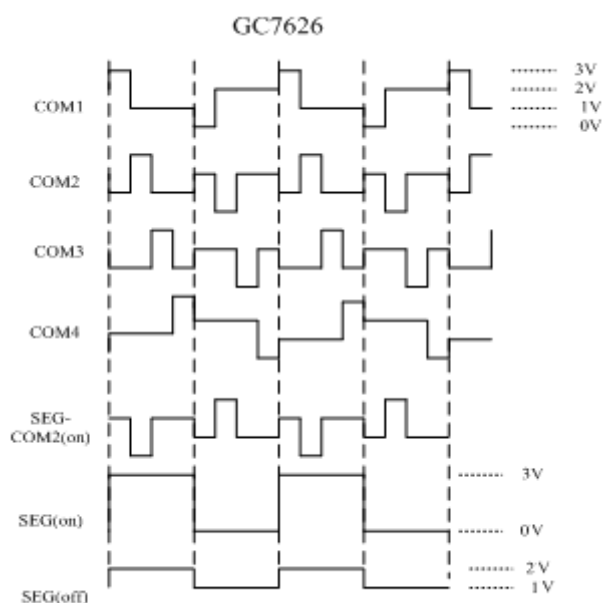 GC7626
COM1
3V
2V
1V
0V
COM2
COM3
COM4
SEG-
COM2(on)
SEG(on)
3V
0V
SEG(off)
2V
1V